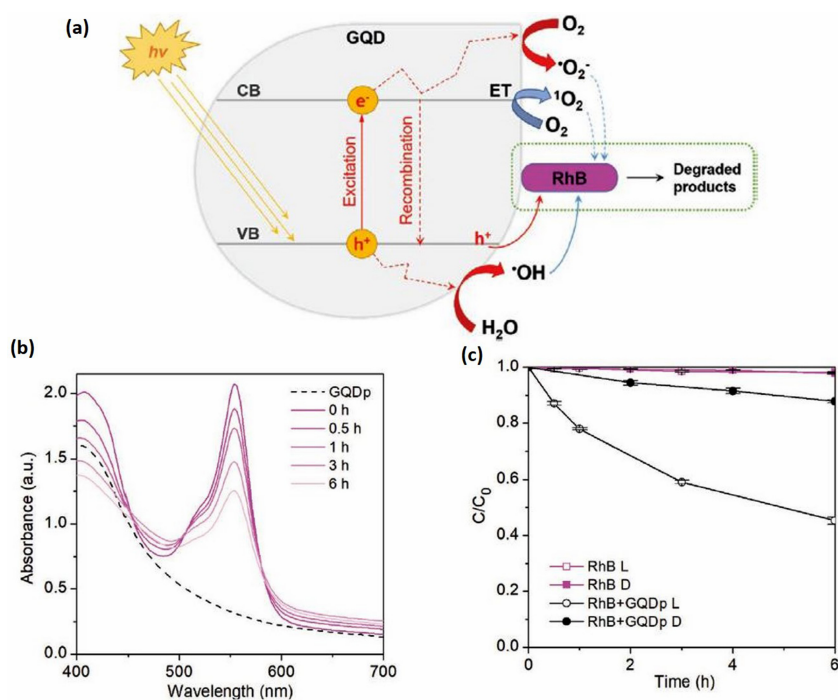 (a)
hv
GQD
O₂
•O₂⁻
CB
e⁻
ET
¹O₂
O₂
Excitation
Recombination
RhB
Degraded
products
VB
h⁺
h⁺
•OH
H₂O
(b)
Absorbance (a.u.)
2.0
1.5
1.0
0.5
0.0
400
500
600
700
Wavelength (nm)
GQDp
0 h
0.5 h
1 h
3 h
6 h
(c)
C/C₀
1.0
0.8
0.6
0.4
0.2
0.0
0
2
4
6
Time (h)
RhB L
RhB D
RhB+GQDp L
RhB+GQDp D